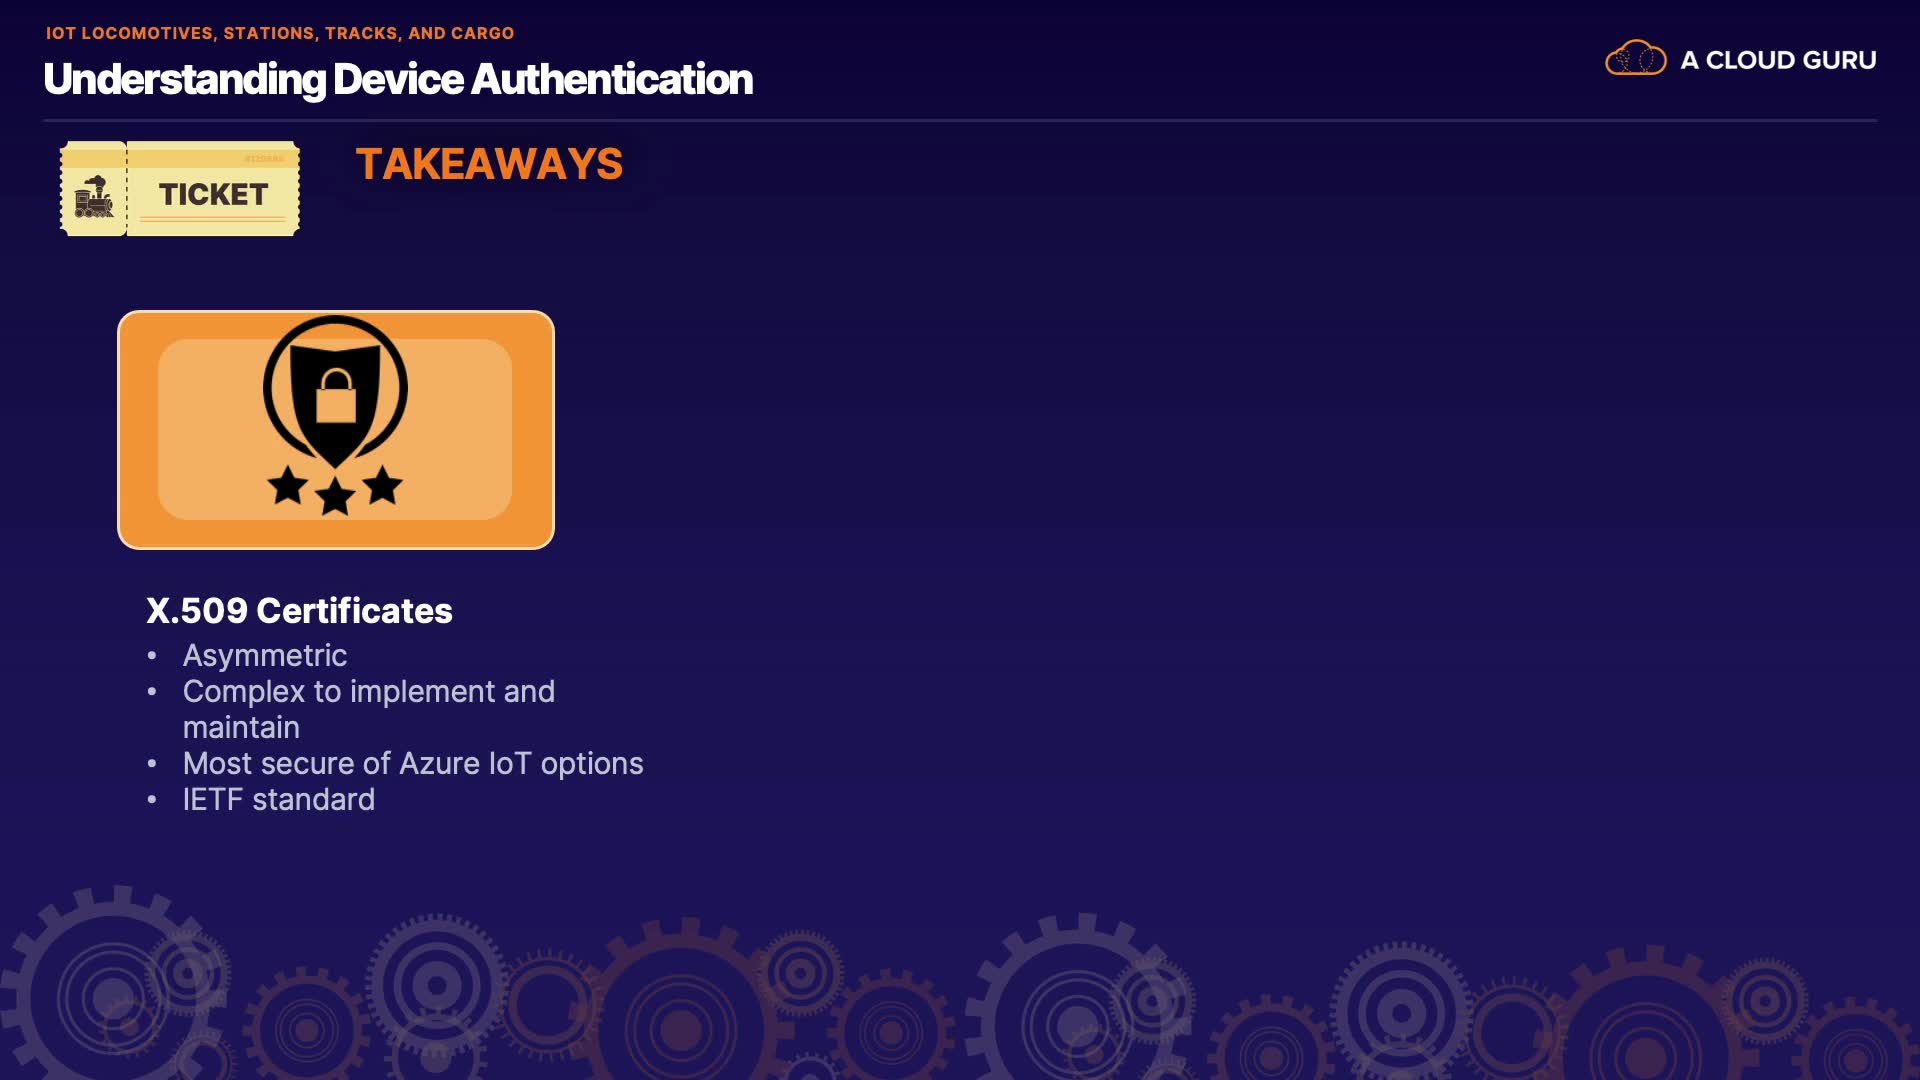 IOT LOCOMOTIVES, STATIONS, TRACKS, AND CARGO
Understanding Device Authentication
A CLOUD GURU
TICKET
TAKEAWAYS
X.509 Certificates
• Asymmetric
• Complex to implement and
maintain
• Most secure of Azure IoT options
• IETF standard